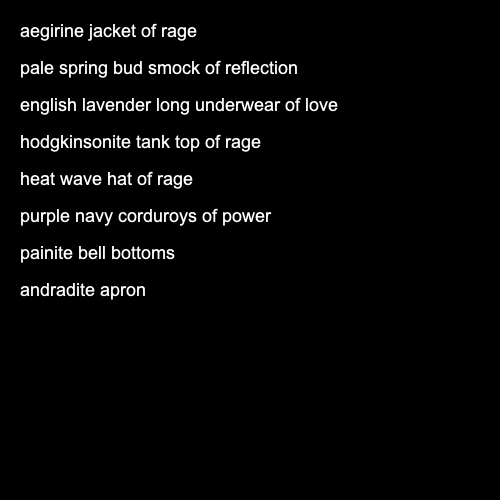 aegirine jacket of rage
pale spring bud smock of reflection
english lavender long underwear of love
hodgkinsonite tank top of rage
heat wave hat of rage
purple navy corduroys of power
painite bell bottoms
andradite apron